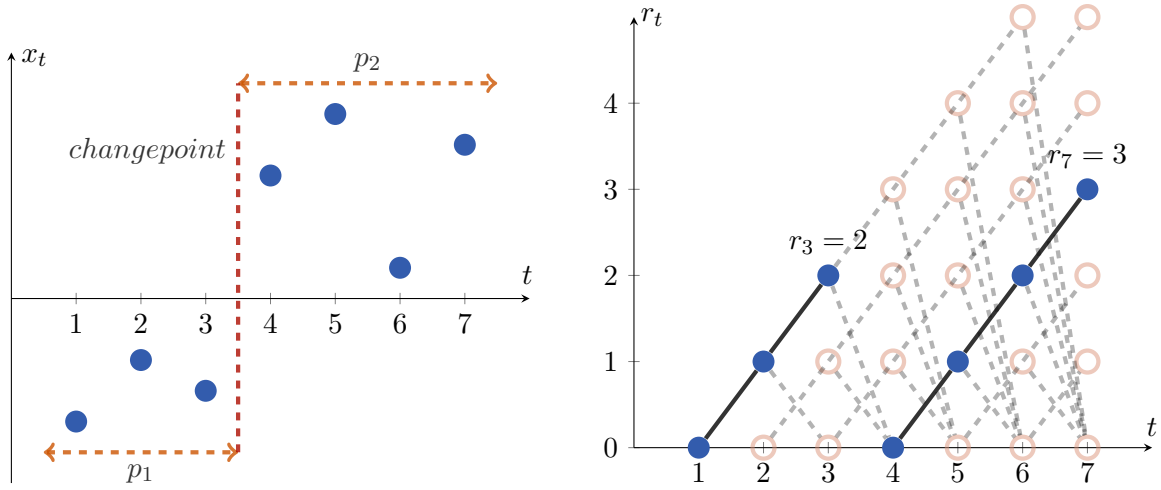 x_t
p_2
changepoint
t
1 2 3 4 5 6 7
p_1
r_t
4
r_7 = 3
3
r_3 = 2
2
1
t
0
1 2 3 4 5 6 7